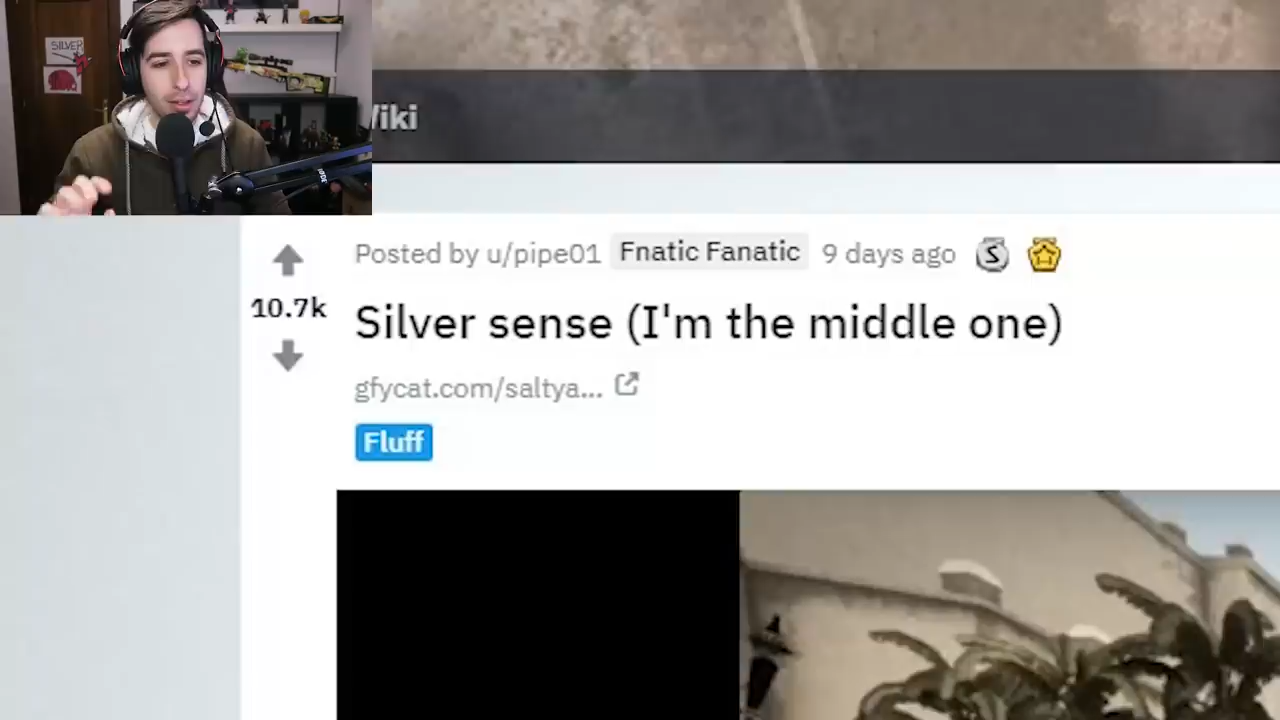 SILVER
Wiki
Posted by u/pipe01 Fnatic Fanatic 9 days ago
10.7k
Silver sense (I'm the middle one)
gfycat.com/saltya...
Fluff